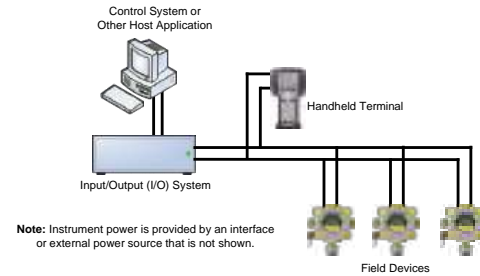 Control System or
Other Host Application
Handheld Terminal
Input/Output (I/O) System
Note: Instrument power is provided by an interface
or external power source that is not shown.
Field Devices